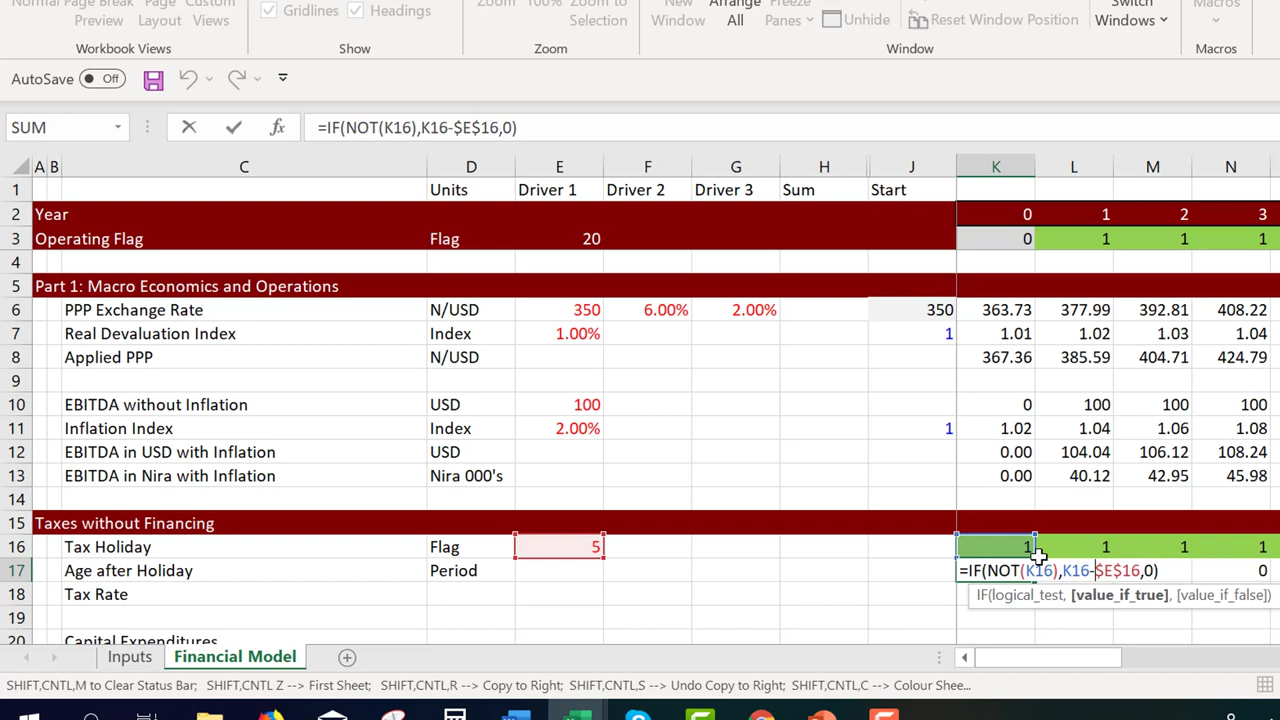 Normal Page Break Page Custom
Preview Layout Views
Gridlines Headings
Zoom 100% Zoom to
Selection
New Arrange Freeze
Window All Panes
Unhide Reset Window Position
Switch
Windows
Macros
Workbook Views Show Zoom Window Macros
AutoSave Off
SUM =IF(NOT(K16),K16-$E$16,0)
A B C D E F G H J K L M N
1 Units Driver 1 Driver 2 Driver 3 Sum Start
2 Year 0 1 2 3
3 Operating Flag Flag 20 0 1 1 1
4
5 Part 1: Macro Economics and Operations
6 PPP Exchange Rate N/USD 350 6.00% 2.00% 350 363.73 377.99 392.81 408.22
7 Real Devaluation Index Index 1.00% 1 1.01 1.02 1.03 1.04
8 Applied PPP N/USD 367.36 385.59 404.71 424.79
9
10 EBITDA without Inflation USD 100 0 100 100 100
11 Inflation Index Index 2.00% 1 1.02 1.04 1.06 1.08
12 EBITDA in USD with Inflation USD 0.00 104.04 106.12 108.24
13 EBITDA in Nira with Inflation Nira 000's 0.00 40.12 42.95 45.98
14
15 Taxes without Financing
16 Tax Holiday Flag 5 1 1 1 1
17 Age after Holiday Period =IF(NOT(K16),K16-$E$16,0) 0
18 Tax Rate IF(logical_test, [value_if_true], [value_if_false])
19
20 Capital Expenditures
Inputs Financial Model
SHIFT,CNTL,M to Clear Status Bar; SHIFT,CNTL Z --> First Sheet; SHIFT,CNTL,R --> Copy to Right; SHIFT,CNTL,S --> Undo Copy to Right; SHIFT,CNTL,C --> Colour Shee...